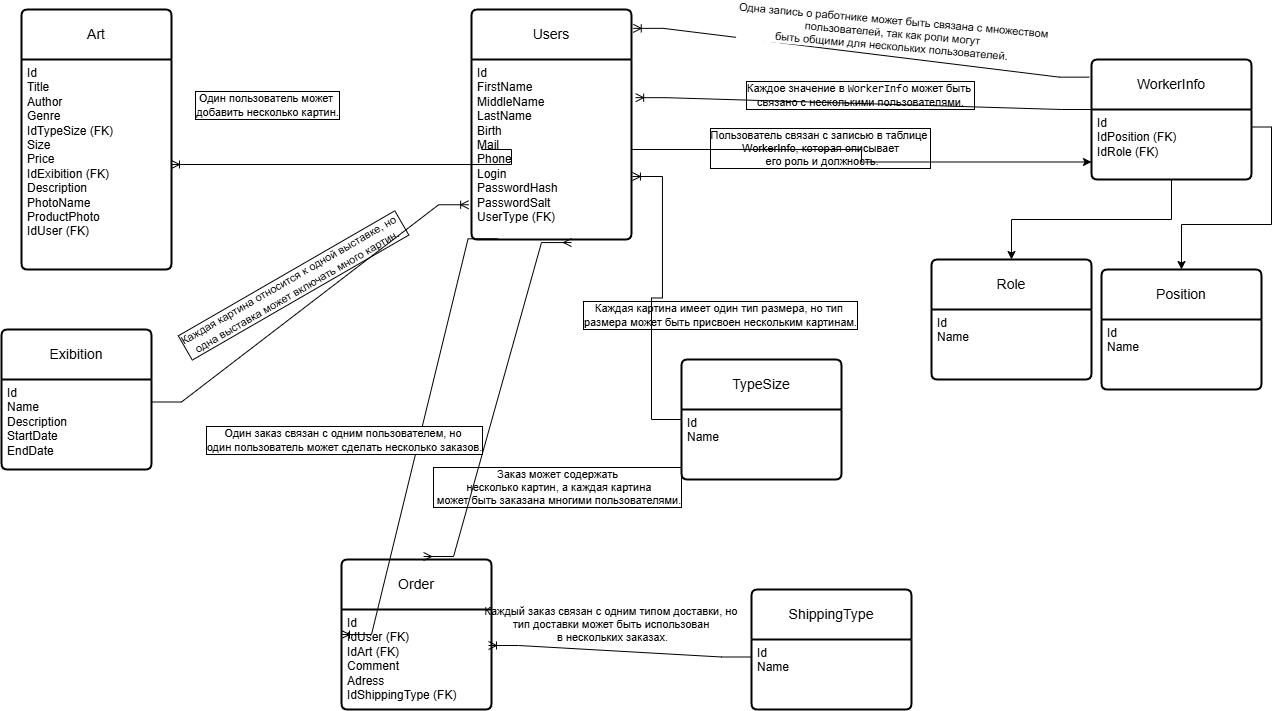 Art
Id
Title
Author
Genre
IdTypeSize (FK)
Size
Price
IdExibition (FK)
Description
PhotoName
ProductPhoto
IdUser (FK)
Один пользователь может
добавить несколько картин.
Users
Id
FirstName
MiddleName
LastName
Birth
Mail
Phone
Login
PasswordHash
PasswordSalt
UserType (FK)
Одна запись о работнике может быть связана с множеством
пользователей, так как роли могут
быть общими для нескольких пользователей.
Каждое значение в WorkerInfo может быть
связано с несколькими пользователями.
Пользователь связан с записью в таблице
WorkerInfo, которая описывает
его роль и должность.
WorkerInfo
Id
IdPosition (FK)
IdRole (FK)
Role
Id
Name
Position
Id
Name
Каждая картина относится к одной выставке, но
одна выставка может включать много картин.
Exibition
Id
Name
Description
StartDate
EndDate
Каждая картина имеет один тип размера, но тип
размера может быть присвоен нескольким картинам.
TypeSize
Id
Name
Один заказ связан с одним пользователем, но
один пользователь может сделать несколько заказов.
Заказ может содержать
несколько картин, а каждая картина
может быть заказана многими пользователями.
Order
Id
IdUser (FK)
IdArt (FK)
Comment
Adress
IdShippingType (FK)
Каждый заказ связан с одним типом доставки, но
тип доставки может быть использован
в нескольких заказах.
ShippingType
Id
Name